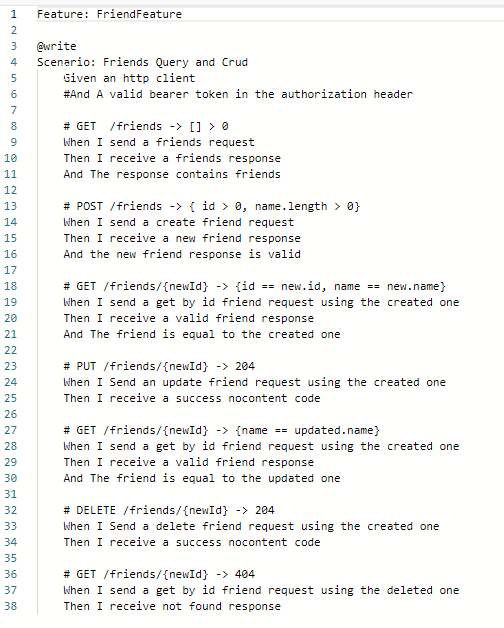 1 Feature: FriendFeature
2
3 @write
4 Scenario: Friends Query and Crud
5 Given an http client
6 #And A valid bearer token in the authorization header
7
8 # GET  /friends -> [] > 0
9 When I send a friends request
10 Then I receive a friends response
11 And The response contains friends
12
13 # POST /friends -> { id > 0, name.length > 0}
14 When I send a create friend request
15 Then I receive a new friend response
16 And the new friend response is valid
17
18 # GET /friends/{newId} -> {id == new.id, name == new.name}
19 When I send a get by id friend request using the created one
20 Then I receive a valid friend response
21 And The friend is equal to the created one
22
23 # PUT /friends/{newId} -> 204
24 When I Send an update friend request using the created one
25 Then I receive a success nocontent code
26
27 # GET /friends/{newId} -> {name == updated.name}
28 When I send a get by id friend request using the created one
29 Then I receive a valid friend response
30 And The friend is equal to the updated one
31
32 # DELETE /friends/{newId} -> 204
33 When I Send a delete friend request using the created one
34 Then I receive a success nocontent code
35
36 # GET /friends/{newId} -> 404
37 When I send a get by id friend request using the deleted one
38 Then I receive not found response